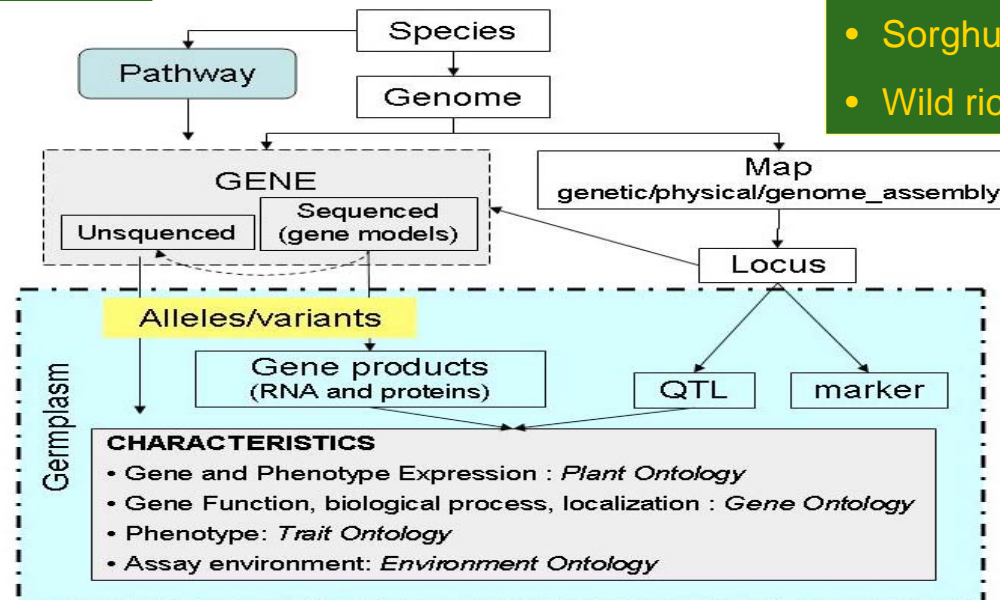 Species
Pathway
Genome
GENE
Unsquenced
Sequenced
(gene models)
Map
genetic/physical/genome_assembly
Locus
Alleles/variants
Gene products
(RNA and proteins)
QTL
marker
Germplasm
CHARACTERISTICS
• Gene and Phenotype Expression : Plant Ontology
• Gene Function, biological process, localization : Gene Ontology
• Phenotype: Trait Ontology
• Assay environment: Environment Ontology
• Sorghu
• Wild ric